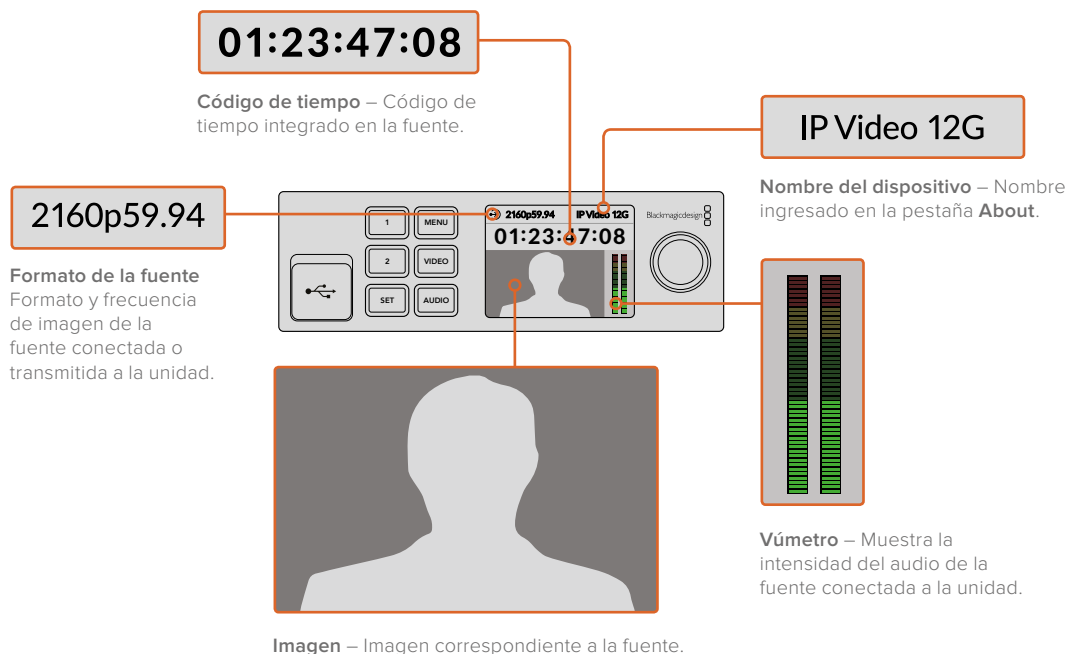 01:23:47:08
Código de tiempo – Código de
tiempo integrado en la fuente.
IP Video 12G
Nombre del dispositivo – Nombre
ingresado en la pestaña About.
2160p59.94
Formato de la fuente
Formato y frecuencia
de imagen de la
fuente conectada o
transmitida a la unidad.
1
MENU
2
VIDEO
SET
AUDIO
2160p59.94 IP Video 12G
01:23:47:08
Blackmagicdesign
Vúmetro – Muestra la
intensidad del audio de la
fuente conectada a la unidad.
Imagen – Imagen correspondiente a la fuente.